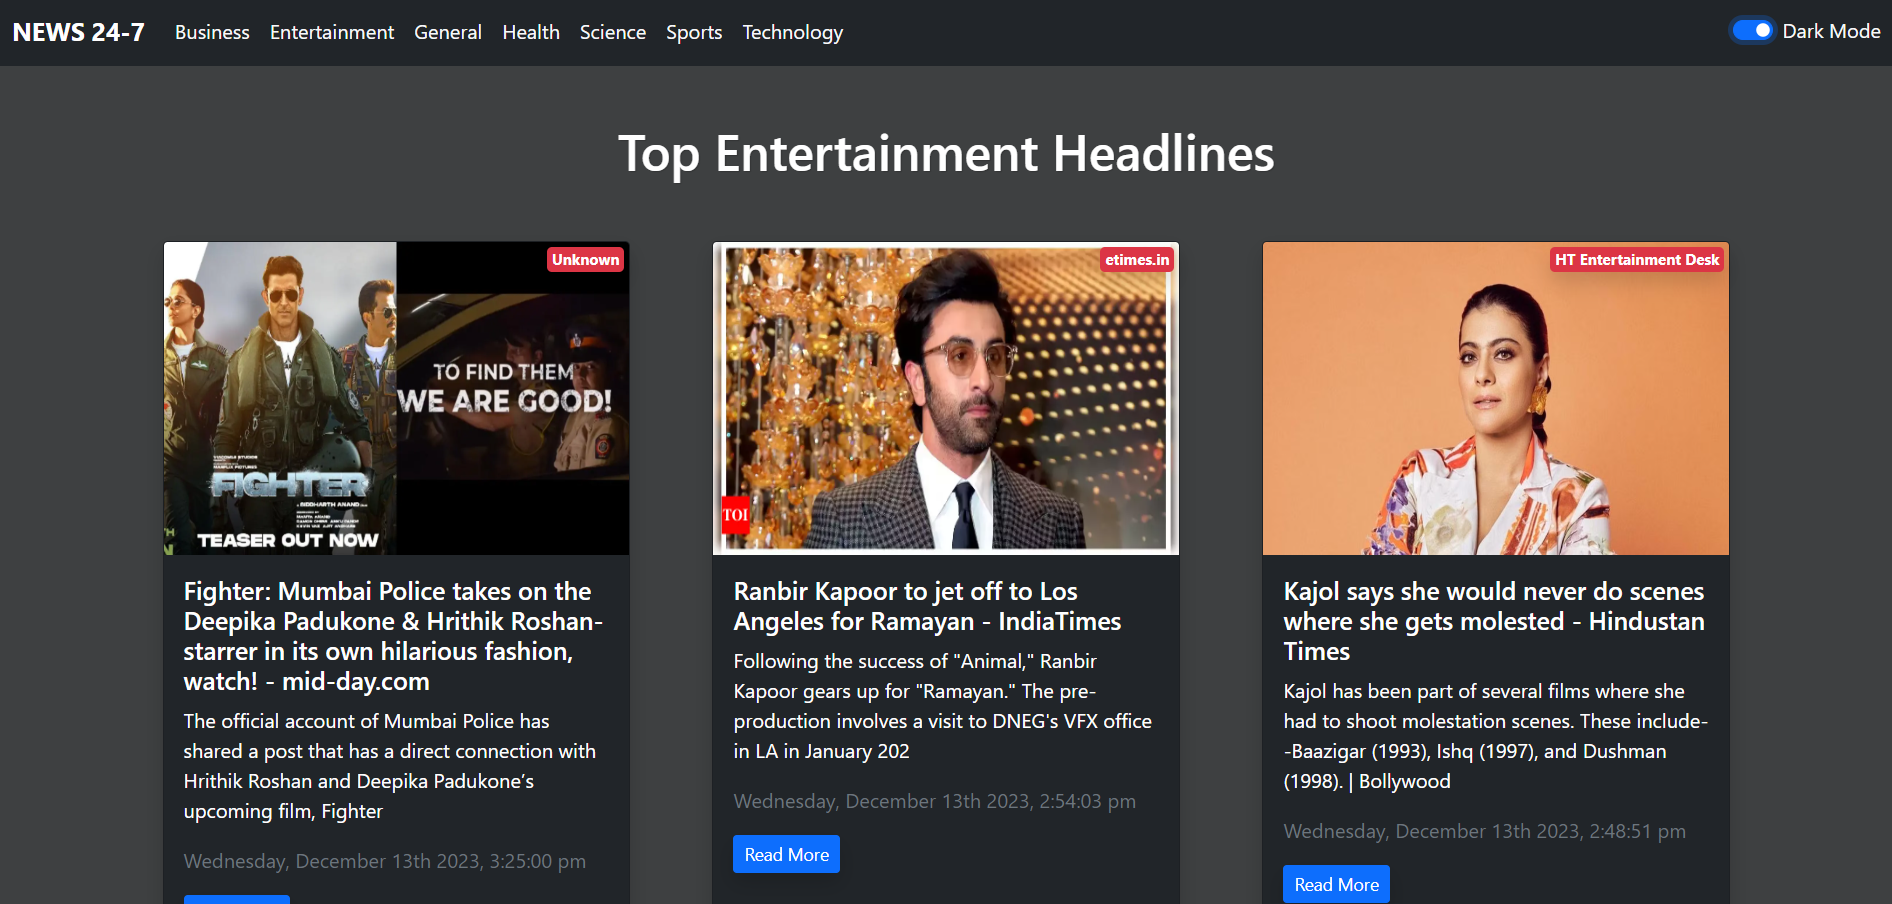 NEWS 24-7 Business Entertainment General Health Science Sports Technology Dark Mode
Top Entertainment Headlines
Unknown
TO FIND THEM
WE ARE GOOD!
FIGHTER
TEASER OUT NOW
Fighter: Mumbai Police takes on the
Deepika Padukone & Hrithik Roshan-
starrer in its own hilarious fashion,
watch! - mid-day.com
The official account of Mumbai Police has
shared a post that has a direct connection with
Hrithik Roshan and Deepika Padukone’s
upcoming film, Fighter
Wednesday, December 13th 2023, 3:25:00 pm
etimes.in
TOI
Ranbir Kapoor to jet off to Los
Angeles for Ramayan - IndiaTimes
Following the success of "Animal," Ranbir
Kapoor gears up for "Ramayan." The pre-
production involves a visit to DNEG's VFX office
in LA in January 202
Wednesday, December 13th 2023, 2:54:03 pm
Read More
HT Entertainment Desk
Kajol says she would never do scenes
where she gets molested - Hindustan
Times
Kajol has been part of several films where she
had to shoot molestation scenes. These include-
-Baazigar (1993), Ishq (1997), and Dushman
(1998). | Bollywood
Wednesday, December 13th 2023, 2:48:51 pm
Read More